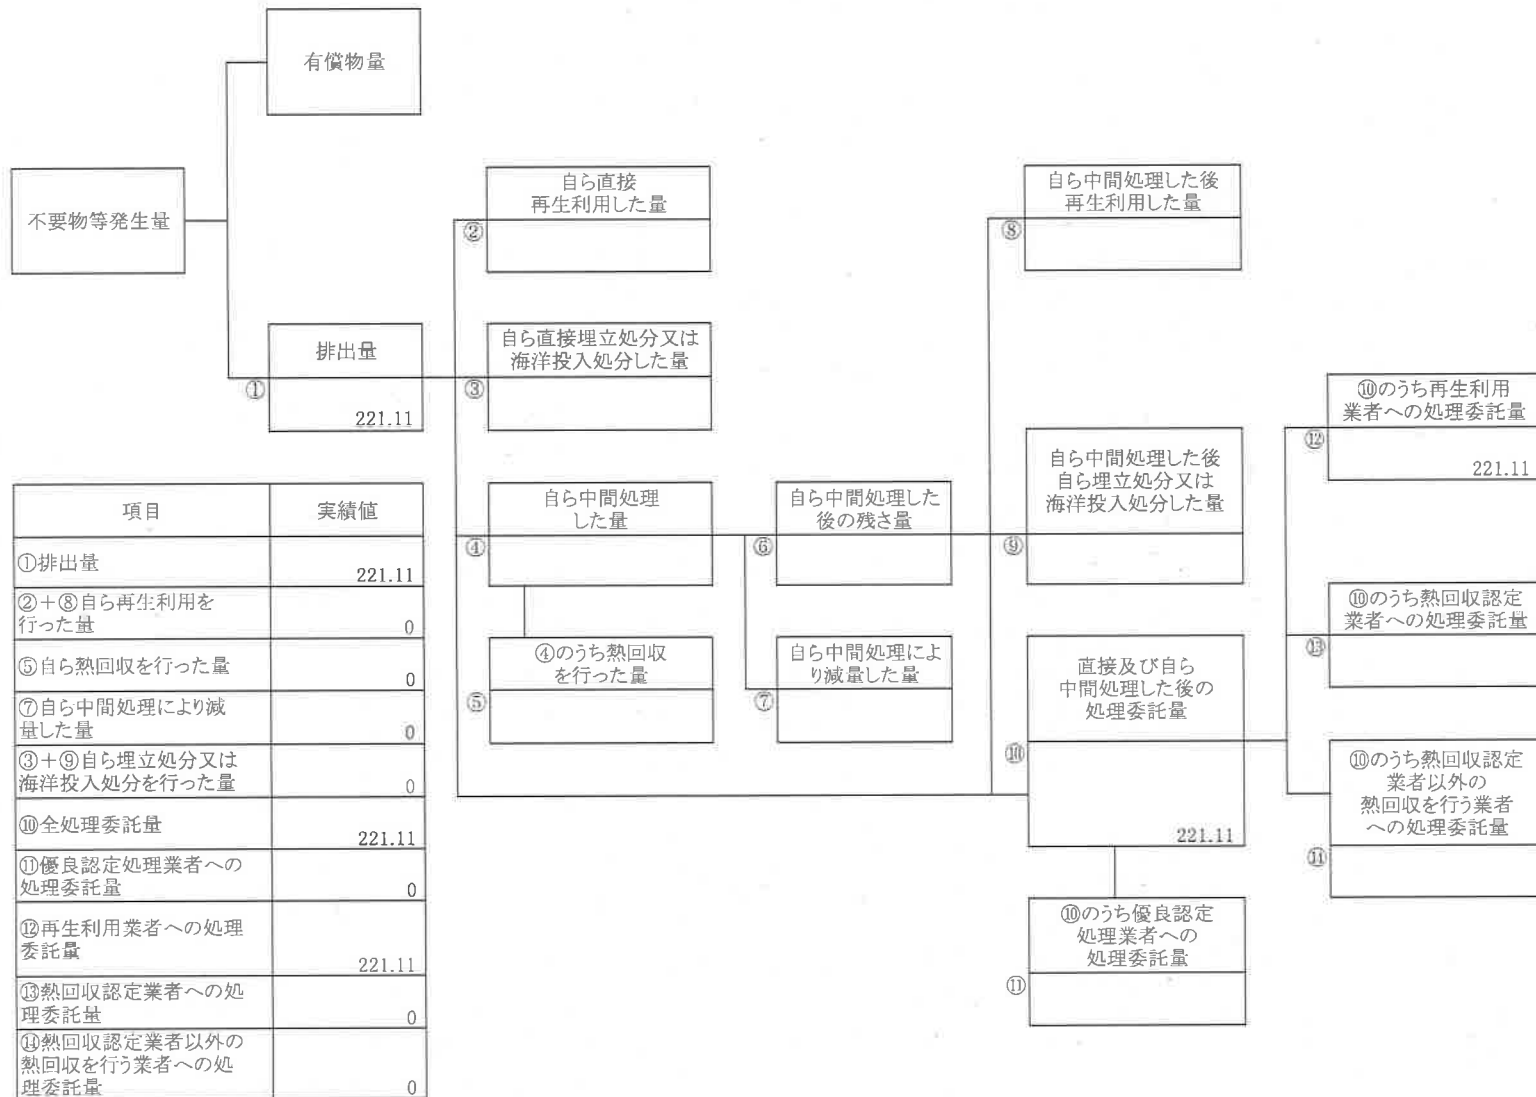 有償物量
不要物等発生量
排出量
①
221.11
自ら直接
再生利用した量
②
自ら直接埋立処分又は
海洋投入処分した量
③
自ら中間処理
した量
④
④のうち熱回収
を行った量
⑤
自ら中間処理した
後の残さ量
⑥
自ら中間処理によ
り減量した量
⑦
自ら中間処理した後
再生利用した量
⑧
自ら中間処理した後
自ら埋立処分又は
海洋投入処分した量
⑨
直接及び自ら
中間処理した後の
処理委託量
⑩
221.11
⑩のうち優良認定
処理業者への
処理委託量
⑪
⑩のうち再生利用
業者への処理委託量
⑫
221.11
⑩のうち熱回収認定
業者への処理委託量
⑬
⑩のうち熱回収認定
業者以外の
熱回収を行う業者
への処理委託量
⑭
項目 実績値
①排出量
221.11
②+⑧自ら再生利用を
行った量 0
⑤自ら熱回収を行った量
0
⑦自ら中間処理により減
量した量 0
③+⑨自ら埋立処分又は
海洋投入処分を行った量 0
⑩全処理委託量
221.11
⑪優良認定処理業者への
処理委託量 0
⑫再生利用業者への処理
委託量
221.11
⑬熱回収認定業者への処
理委託量 0
⑭熱回収認定業者以外の
熱回収を行う業者への処
理委託量 0